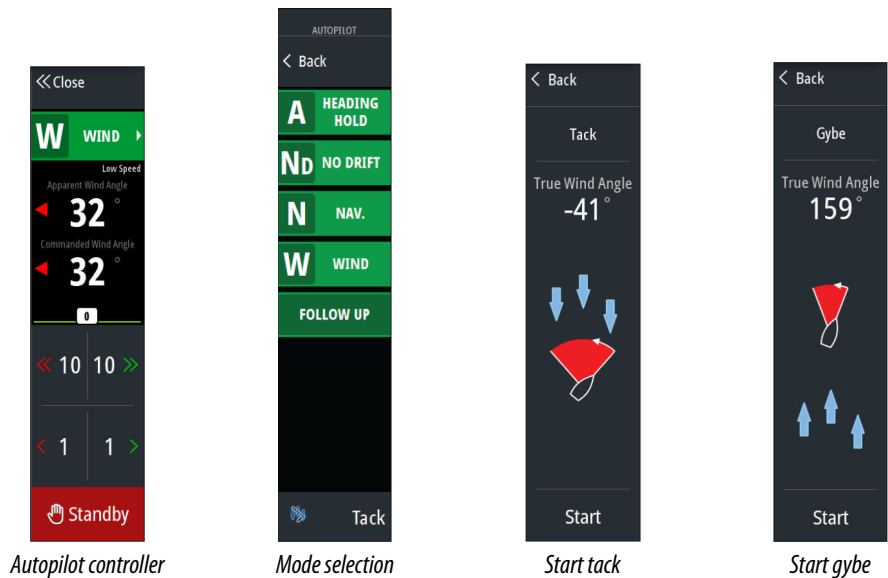 Close
W WIND
Low Speed
Apparent Wind Angle
32°
Commanded Wind Angle
32°
0
10 10
1 1
Standby
Autopilot controller
AUTOPILOT
Back
A HEADING
HOLD
ND NO DRIFT
N NAV.
W WIND
FOLLOW UP
Tack
Mode selection
Back
Tack
True Wind Angle
-41°
Start
Start tack
Back
Gybe
True Wind Angle
159°
Start
Start gybe